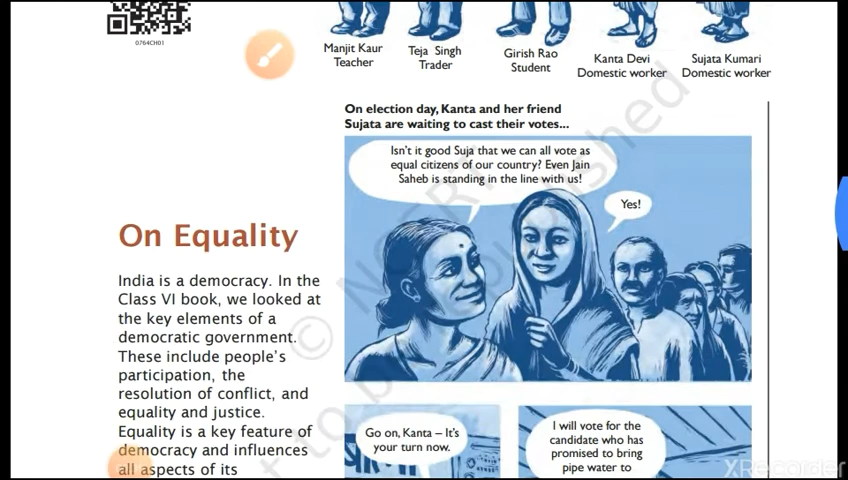 0764CH01
Manjit Kaur
Teacher
Teja Singh
Trader
Girish Rao
Student
Kanta Devi
Domestic worker
Sujata Kumari
Domestic worker
On election day, Kanta and her friend
Sujata are waiting to cast their votes...
Isn't it good Suja that we can all vote as
equal citizens of our country? Even Jain
Saheb is standing in the line with us!
Yes!
On Equality
India is a democracy. In the
Class VI book, we looked at
the key elements of a
democratic government.
These include people's
participation, the
resolution of conflict, and
equality and justice.
Equality is a key feature of
democracy and influences
all aspects of its
Go on, Kanta – It's
your turn now.
I will vote for the
candidate who has
promised to bring
pipe water to
XRecorder